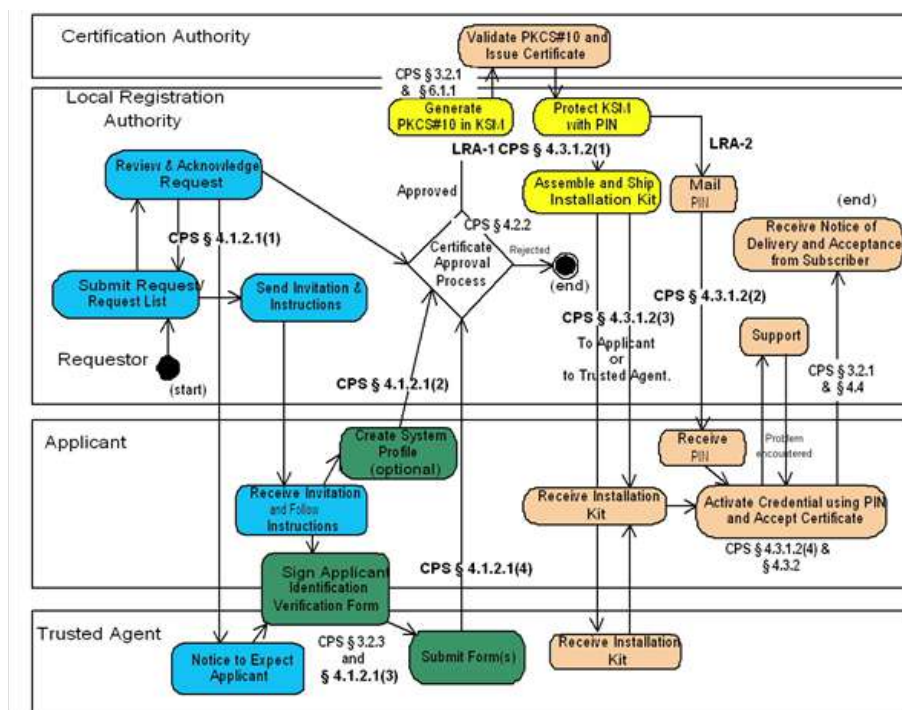 Certification Authority
Validate PKCS#10 and
Issue Certificate
CPS § 3.2.1
& § 6.1.1
Local Registration
Authority
Generate
PKCS#10 in KSM
Protect KSM
with PIN
LRA-1 CPS § 4.3.1.2(1)
LRA-2
Review & Acknowledge
Request
Approved
Assemble and Ship
Installation Kit
Mail
PIN
(end)
CPS § 4.2.2
Receive Notice of
Delivery and Acceptance
from Subscriber
CPS § 4.1.2.1(1)
Certificate
Approval
Process
Rejected
(end)
Submit Request/
Request List
Send Invitation &
Instructions
CPS § 4.3.1.2(2)
CPS § 4.3.1.2(3)
To Applicant
or
to Trusted Agent.
Support
Requestor
(start)
CPS § 4.1.2.1(2)
CPS § 3.2.1
& § 4.4
Applicant
Create System
Profile
(optional)
Receive
PIN
Problem
encountered
Receive Invitation
and Follow
Instructions
Receive Installation
Kit
Activate Credential using PIN
and Accept Certificate
CPS § 4.3.1.2(4) &
§ 4.3.2
Sign Applicant
Identification
Verification Form
CPS § 4.1.2.1(4)
Trusted Agent
Notice to Expect
Applicant
CPS § 3.2.3
and
§ 4.1.2.1(3)
Submit Form(s)
Receive Installation
Kit